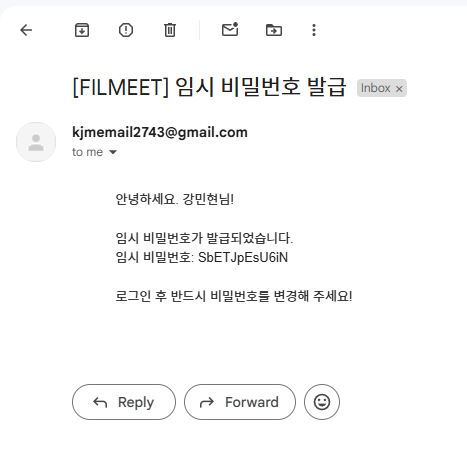 [FILMEET] 임시 비밀번호 발급 Inbox ×
kjmemail2743@gmail.com
to me
안녕하세요. 강민현님!
임시 비밀번호가 발급되었습니다.
임시 비밀번호: SbETJpEsU6iN
로그인 후 반드시 비밀번호를 변경해 주세요!
Reply Forward